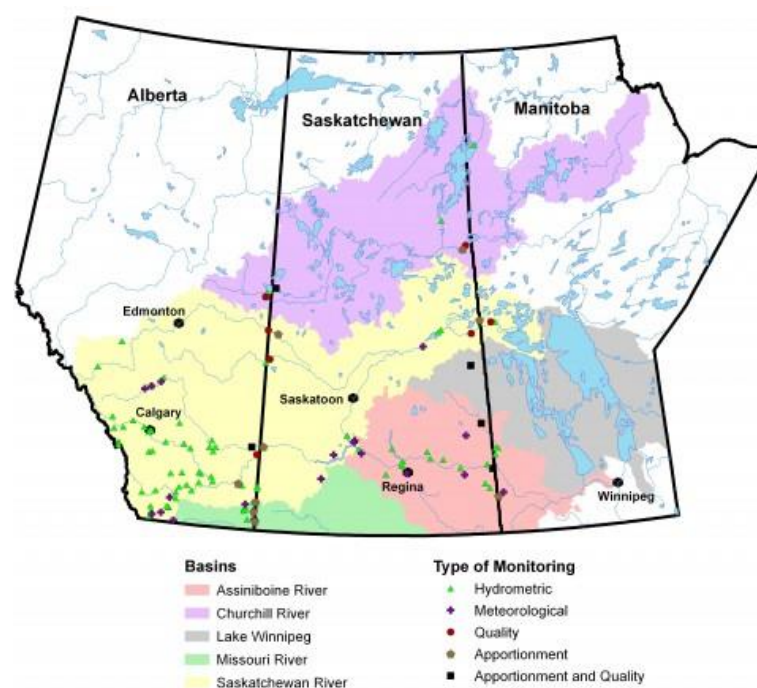 Alberta
Saskatchewan
Manitoba
Edmonton
Saskatoon
Calgary
Regina
Winnipeg
Basins
Assiniboine River
Churchill River
Lake Winnipeg
Missouri River
Saskatchewan River
Type of Monitoring
Hydrometric
Meteorological
Quality
Apportionment
Apportionment and Quality